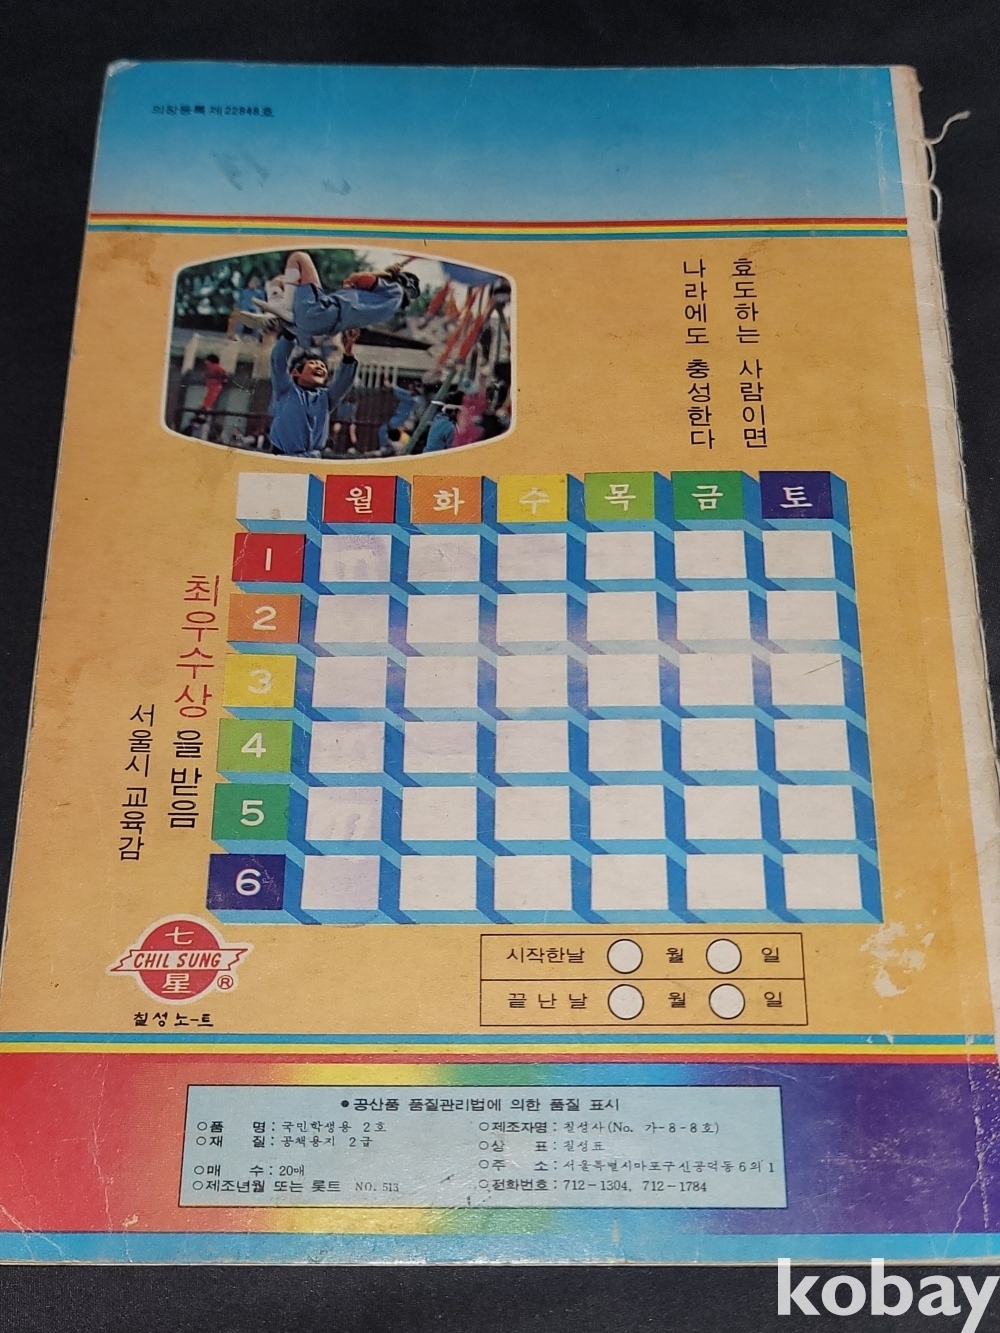 의장등록 제22848호
효도하는 사람이면
나라에도 충성한다
월 화 수 목 금 토
1
2
3
4
5
6
최우수상을 받음
서울시 교육감
七
CHIL SUNG
星 ®
칠성노-트
시작한날 월 일
끝난날 월 일
●공산품 품질관리법에 의한 품질 표시
○품 명 : 국민학생용 2호
○재 질 : 공책용지 2급
○매 수 : 20매
○제조년월 또는 롯트 NO. 513
○제조자명 : 칠성사(No. 가-8-8호)
○상 표 : 칠성표
○주 소 : 서울특별시마포구신공덕동6의1
○전화번호 : 712-1304, 712-1784
kobay